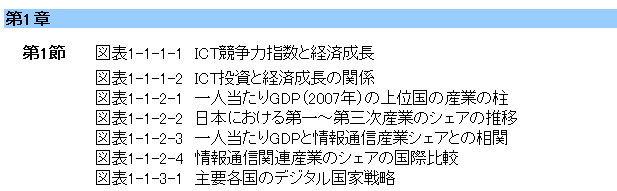 第1章
第1節 図表1-1-1-1 ICT競争力指数と経済成長
図表1-1-1-2 ICT投資と経済成長の関係
図表1-1-2-1 一人当たりGDP(2007年)の上位国の産業の柱
図表1-1-2-2 日本における第一~第三次産業のシェアの推移
図表1-1-2-3 一人当たりGDPと情報通信産業シェアとの相関
図表1-1-2-4 情報通信関連産業のシェアの国際比較
図表1-1-3-1 主要各国のデジタル国家戦略